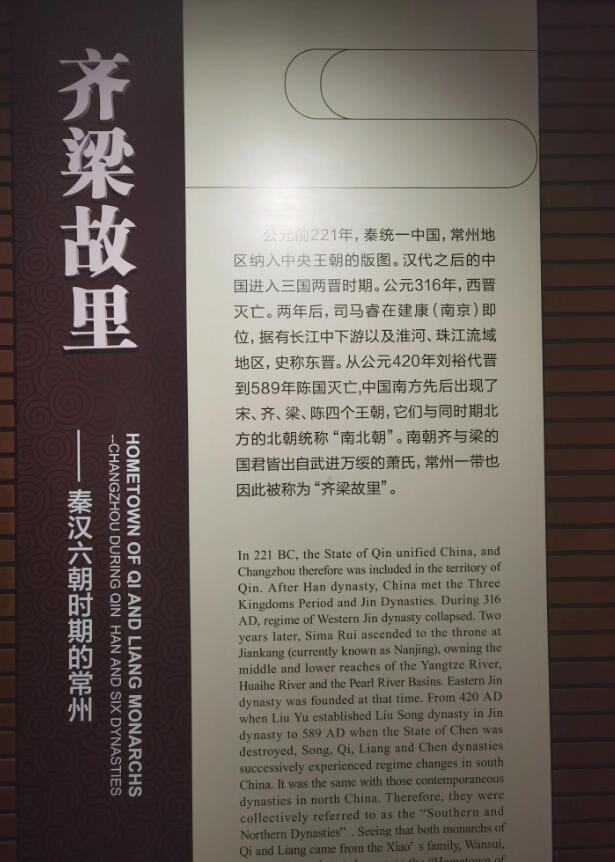 齐梁故里
——秦汉六朝时期的常州
HOMETOWN OF QI AND LIANG MONARCHS
--CHANGZHOU DURING QIN HAN AND SIX DYNASTIES
公元前221年，秦统一中国，常州地
区纳入中央王朝的版图。汉代之后的中
国进入三国两晋时期。公元316年，西晋
灭亡。两年后，司马睿在建康（南京）即
位，据有长江中下游以及淮河、珠江流域
地区，史称东晋。从公元420年刘裕代晋
到589年陈国灭亡,中国南方先后出现了
宋、齐、梁、陈四个王朝，它们与同时期北
方的北朝统称“南北朝”。南朝齐与梁的
国君皆出自武进万绥的萧氏，常州一带也
因此被称为“齐梁故里”。
In 221 BC, the State of Qin unified China, and
Changzhou therefore was included in the territory of
Qin. After Han dynasty, China met the Three
Kingdoms Period and Jin Dynasties. During 316
AD, regime of Western Jin dynasty collapsed. Two
years later, Sima Rui ascended to the throne at
Jiankang (currently known as Nanjing), owning the
middle and lower reaches of the Yangtze River,
Huaihe River and the Pearl River Basins. Eastern Jin
dynasty was founded at that time. From 420 AD
when Liu Yu established Liu Song dynasty in Jin
dynasty to 589 AD when the State of Chen was
destroyed, Song, Qi, Liang and Chen dynasties
successively experienced regime changes in south
China. It was the same with those contemporaneous
dynasties in north China. Therefore, they were
collectively referred to as the “Southern and
Northern Dynasties” . Seeing that both monarchs of
Qi and Liang came from the Xiao’s family, Wansui,